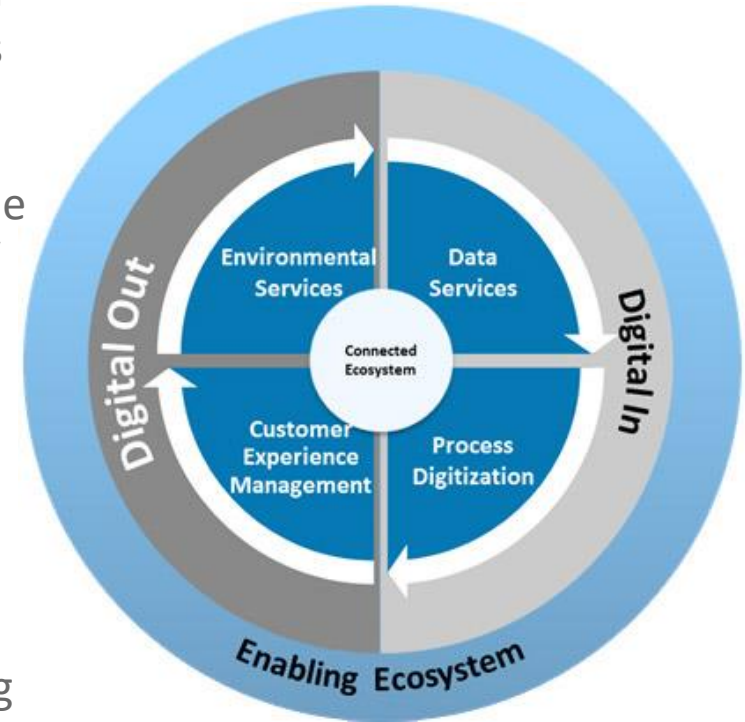 Environmental
Services
Data
Services
Digital Out
Digital In
Connected
Ecosystem
Customer
Experience
Management
Process
Digitization
Enabling Ecosystem